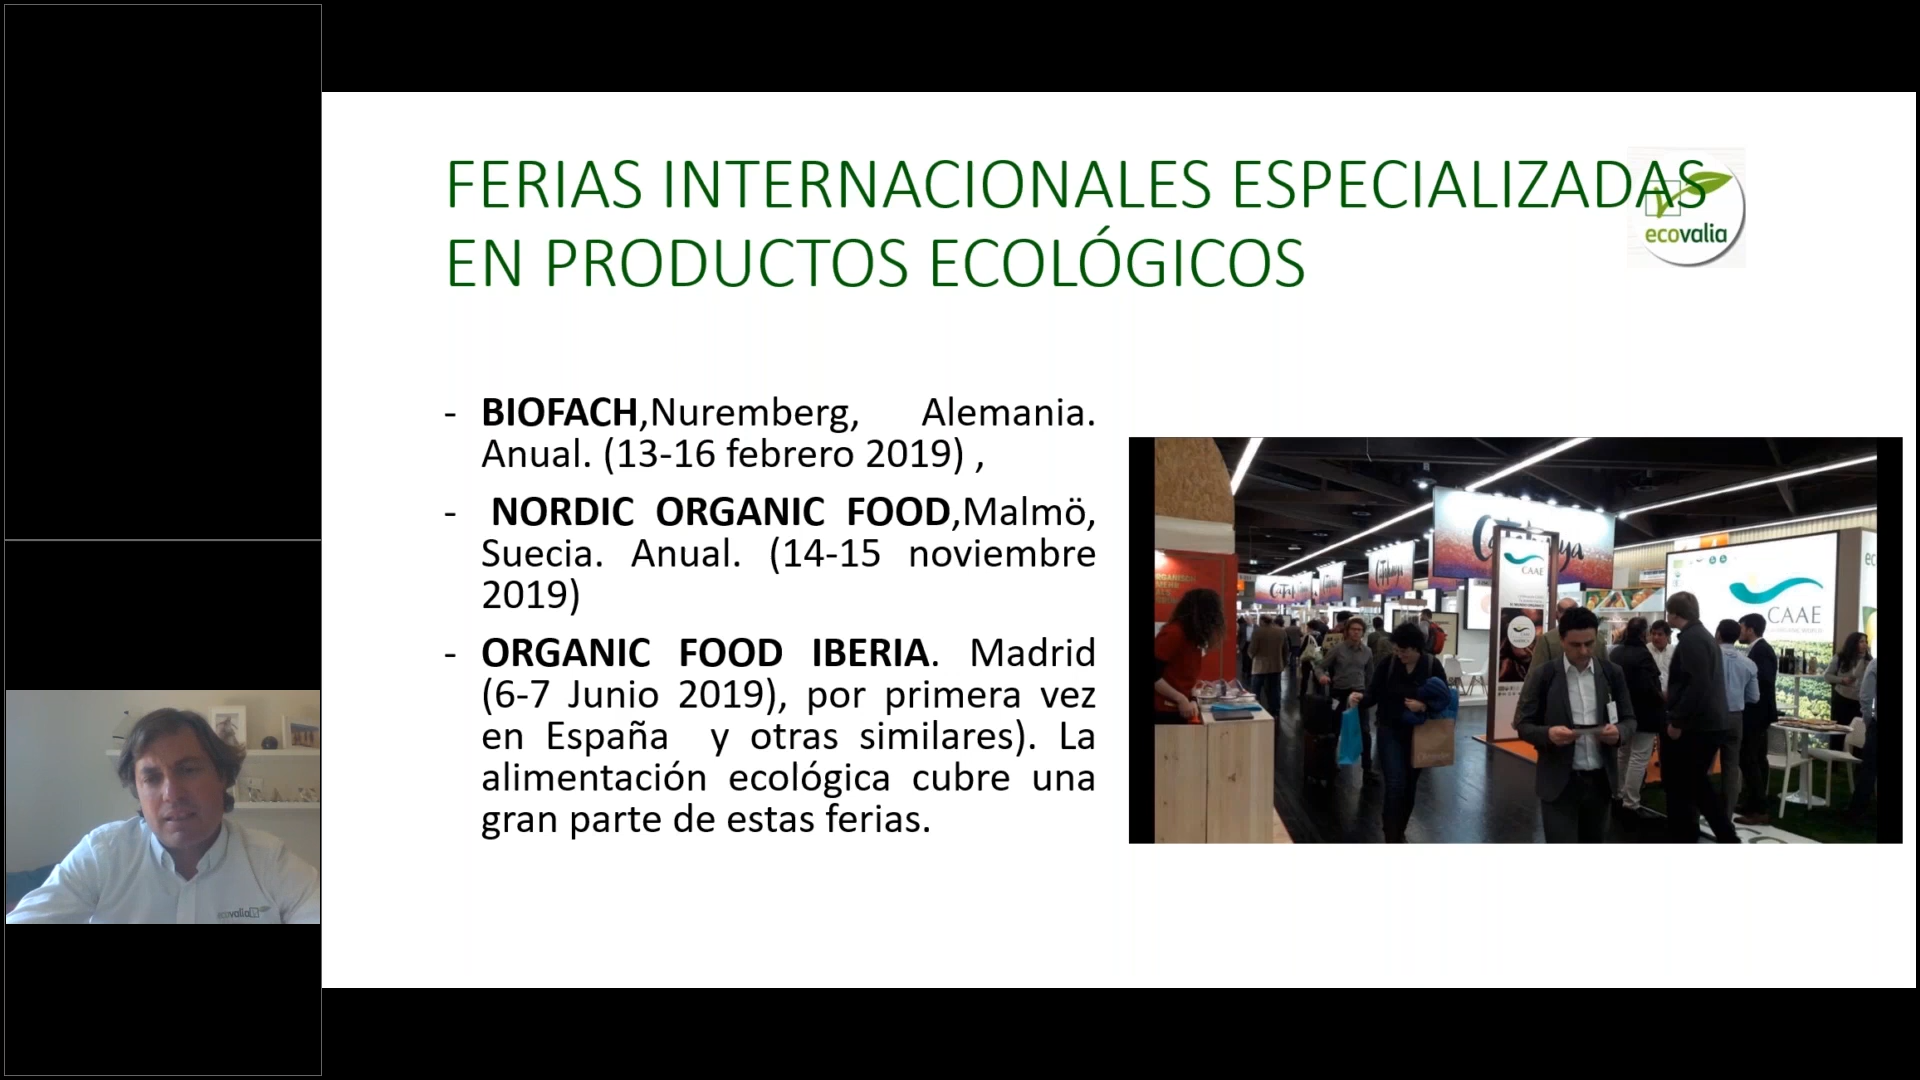 FERIAS INTERNACIONALES ESPECIALIZADAS
EN PRODUCTOS ECOLÓGICOS
ecovalia
- BIOFACH,Nuremberg, Alemania.
Anual. (13-16 febrero 2019) ,
- NORDIC ORGANIC FOOD,Malmö,
Suecia. Anual. (14-15 noviembre
2019)
- ORGANIC FOOD IBERIA. Madrid
(6-7 Junio 2019), por primera vez
en España y otras similares). La
alimentación ecológica cubre una
gran parte de estas ferias.
CAAE
CAAE
ecovalia